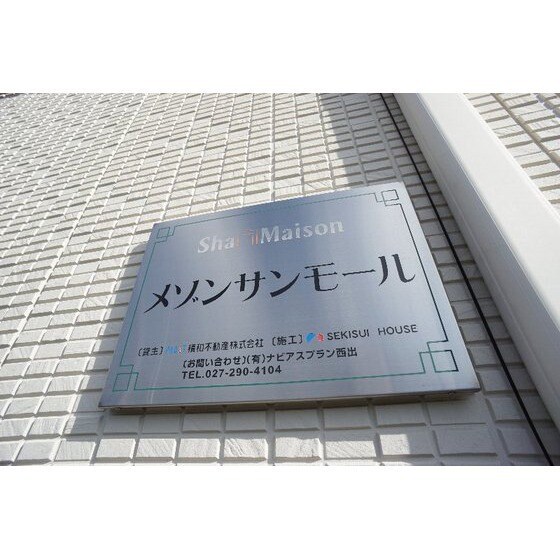 ShaMaison
メゾンサンモール
〔貸主〕積和不動産株式会社 〔施工〕SEKISUI HOUSE
〔お問い合わせ〕(有)ナビアスプラン西出
TEL.027-290-4104